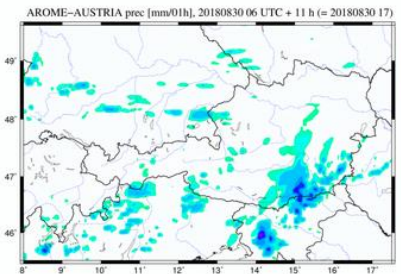 AROME−AUSTRIA prec [mm/01h], 20180830 06 UTC + 11 h (= 20180830 17)
49˚
48˚
47˚
46˚
8˚ 9˚ 10˚ 11˚ 12˚ 13˚ 14˚ 15˚ 16˚ 17˚